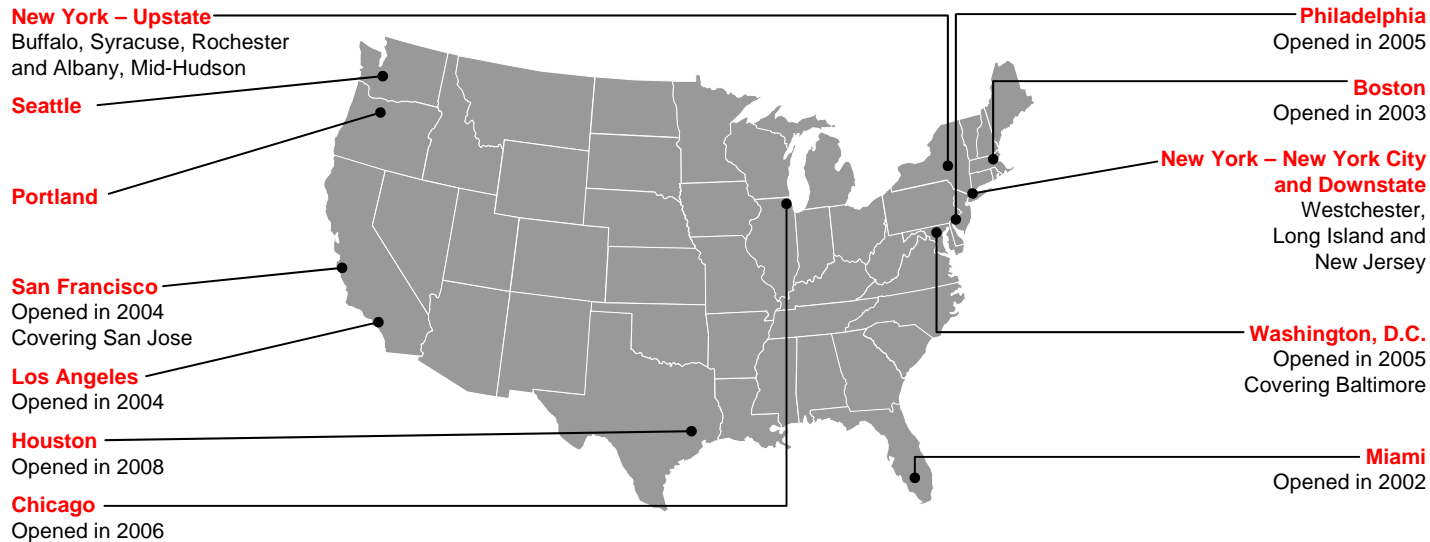 New York – Upstate
Buffalo, Syracuse, Rochester
and Albany, Mid-Hudson
Seattle
Portland
San Francisco
Opened in 2004
Covering San Jose
Los Angeles
Opened in 2004
Houston
Opened in 2008
Chicago
Opened in 2006
Philadelphia
Opened in 2005
Boston
Opened in 2003
New York – New York City
and Downstate
Westchester,
Long Island and
New Jersey
Washington, D.C.
Opened in 2005
Covering Baltimore
Miami
Opened in 2002